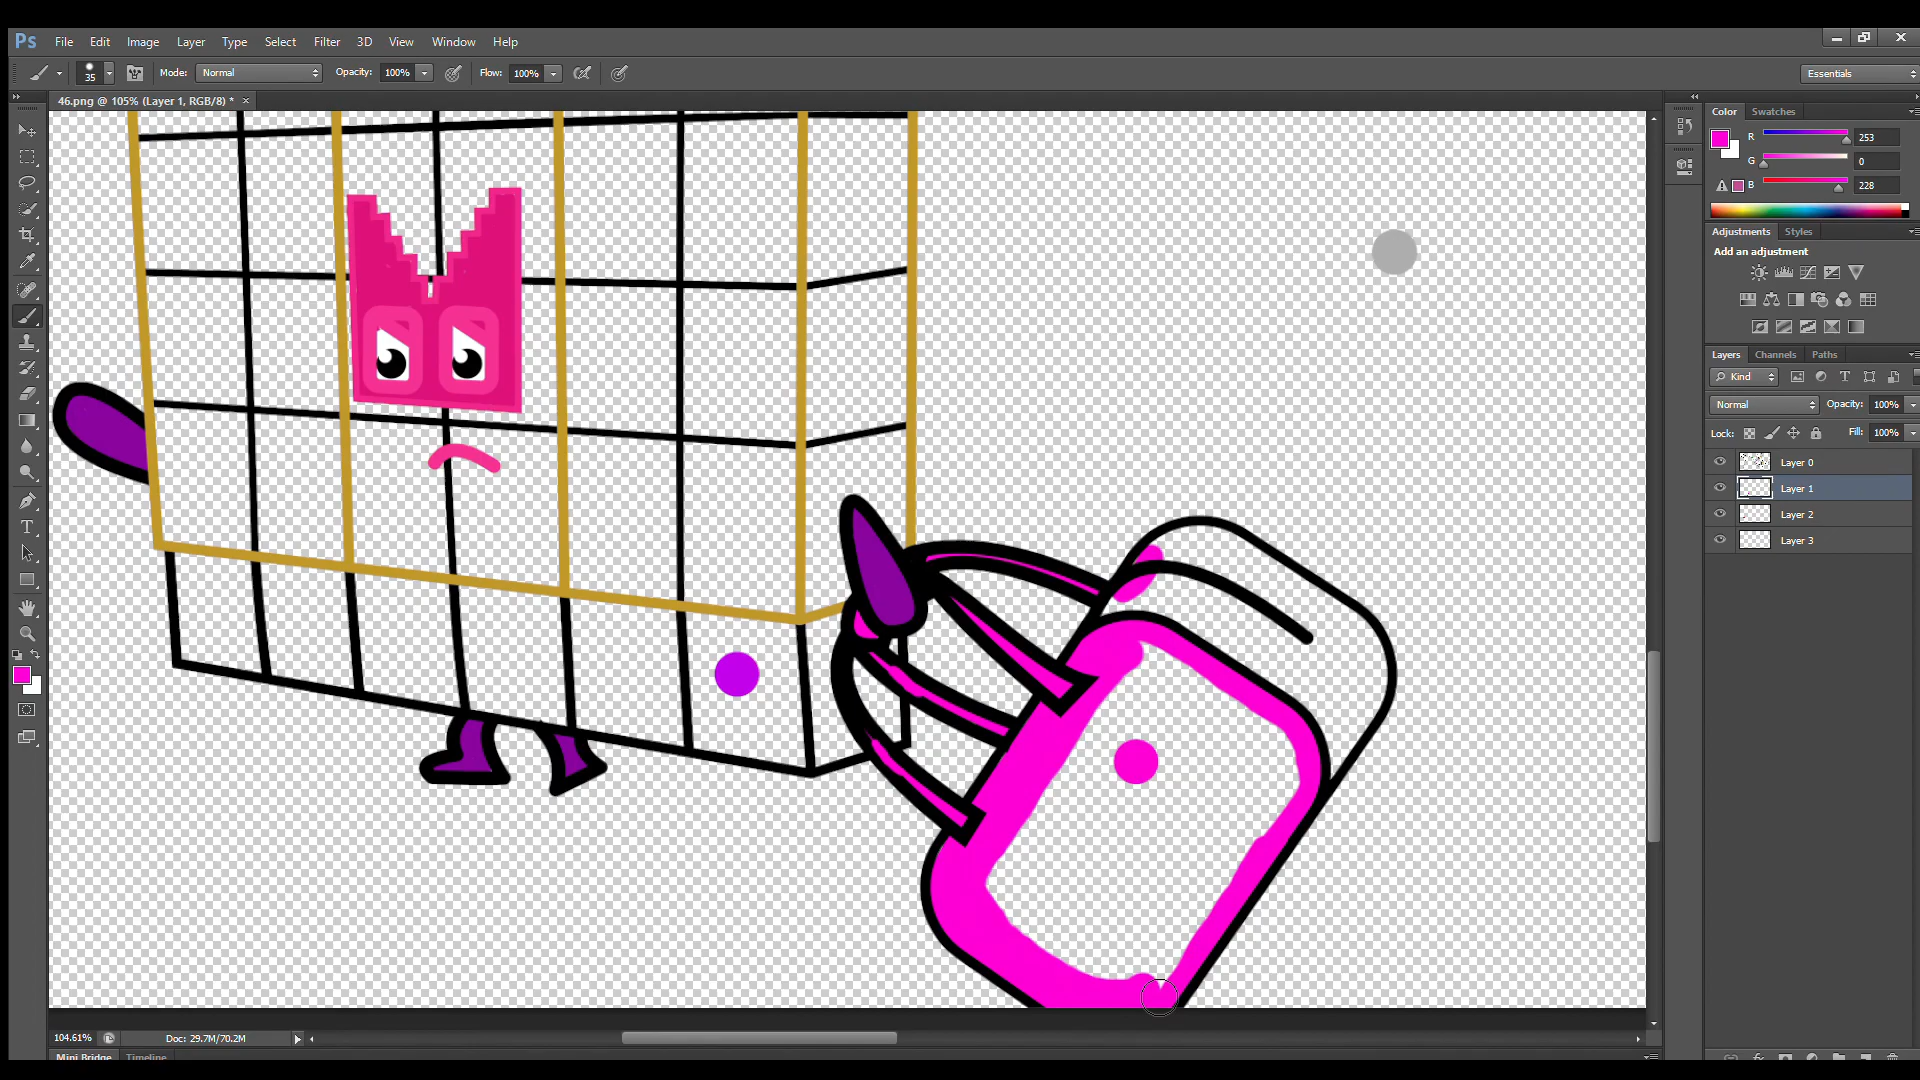 Ps File Edit Image Layer Type Select Filter 3D View Window Help
35 Mode: Normal Opacity: 100% Flow: 100% Essentials
46.png @ 105% (Layer 1, RGB/8) * ×
Color Swatches
R 253
G 0
B 228
Adjustments Styles
Add an adjustment
Layers Channels Paths
Kind
Normal Opacity: 100%
Lock: Fill: 100%
Layer 0
Layer 1
Layer 2
Layer 3
104.61% Doc: 29.7M/70.2M
Mini Bridge Timeline